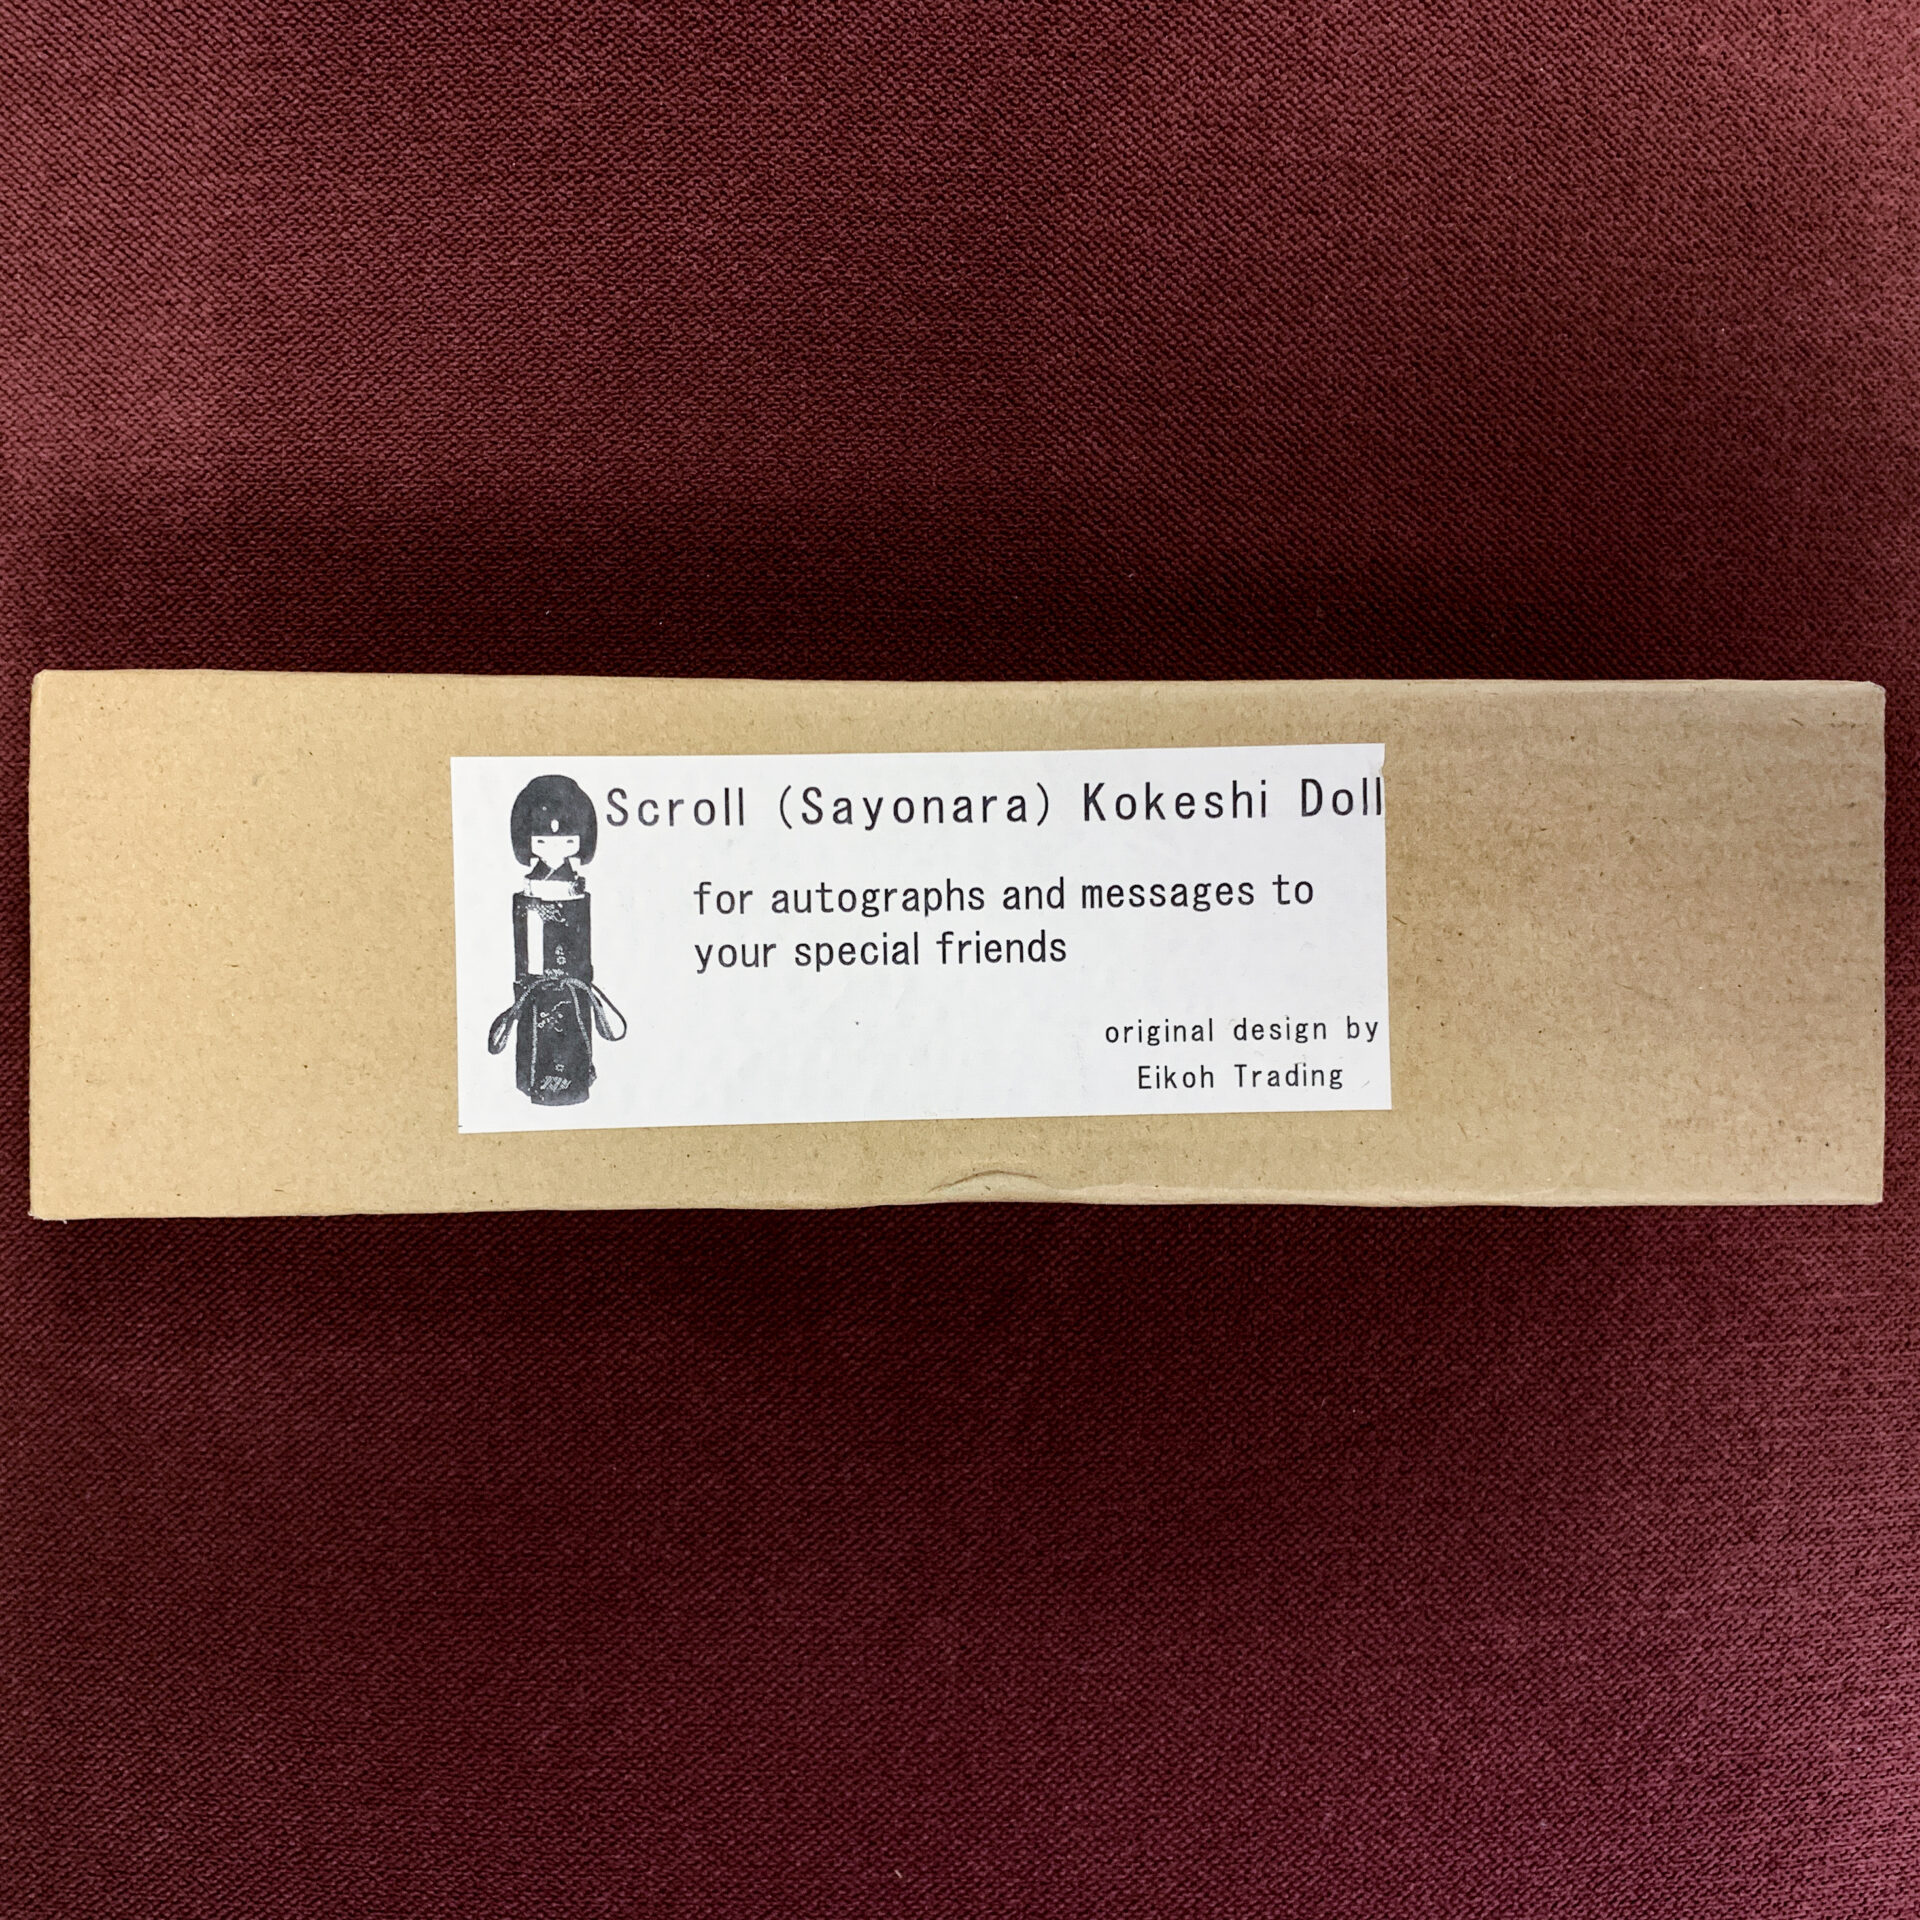 Scroll (Sayonara) Kokeshi Doll
for autographs and messages to
your special friends
original design by
Eikoh Trading